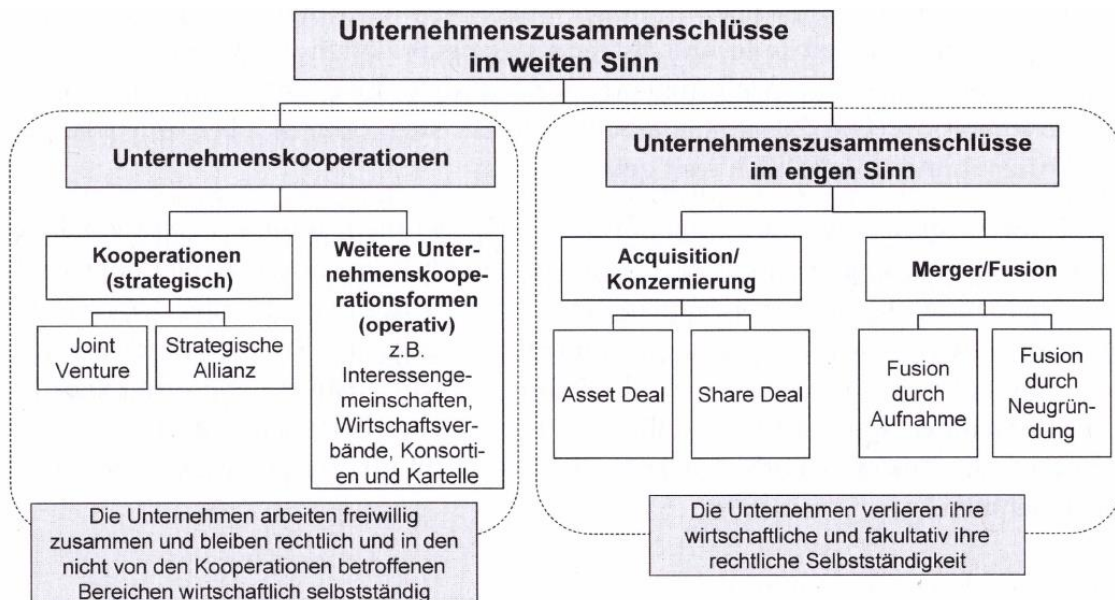 Unternehmenszusammenschlüsse
im weiten Sinn
Unternehmenskooperationen
Unternehmenszusammenschlüsse
im engen Sinn
Kooperationen
(strategisch)
Weitere Unter-
nehmenskoope-
rationsformen
(operativ)
z.B.
Interessenge-
meinschaften,
Wirtschaftsver-
bände, Konsorti-
en und Kartelle
Joint
Venture
Strategische
Allianz
Acquisition/
Konzernierung
Merger/Fusion
Asset Deal
Share Deal
Fusion
durch
Aufnahme
Fusion
durch
Neugrün-
dung
Die Unternehmen arbeiten freiwillig
zusammen und bleiben rechtlich und in den
nicht von den Kooperationen betroffenen
Bereichen wirtschaftlich selbstständig
Die Unternehmen verlieren ihre
wirtschaftliche und fakultativ ihre
rechtliche Selbstständigkeit